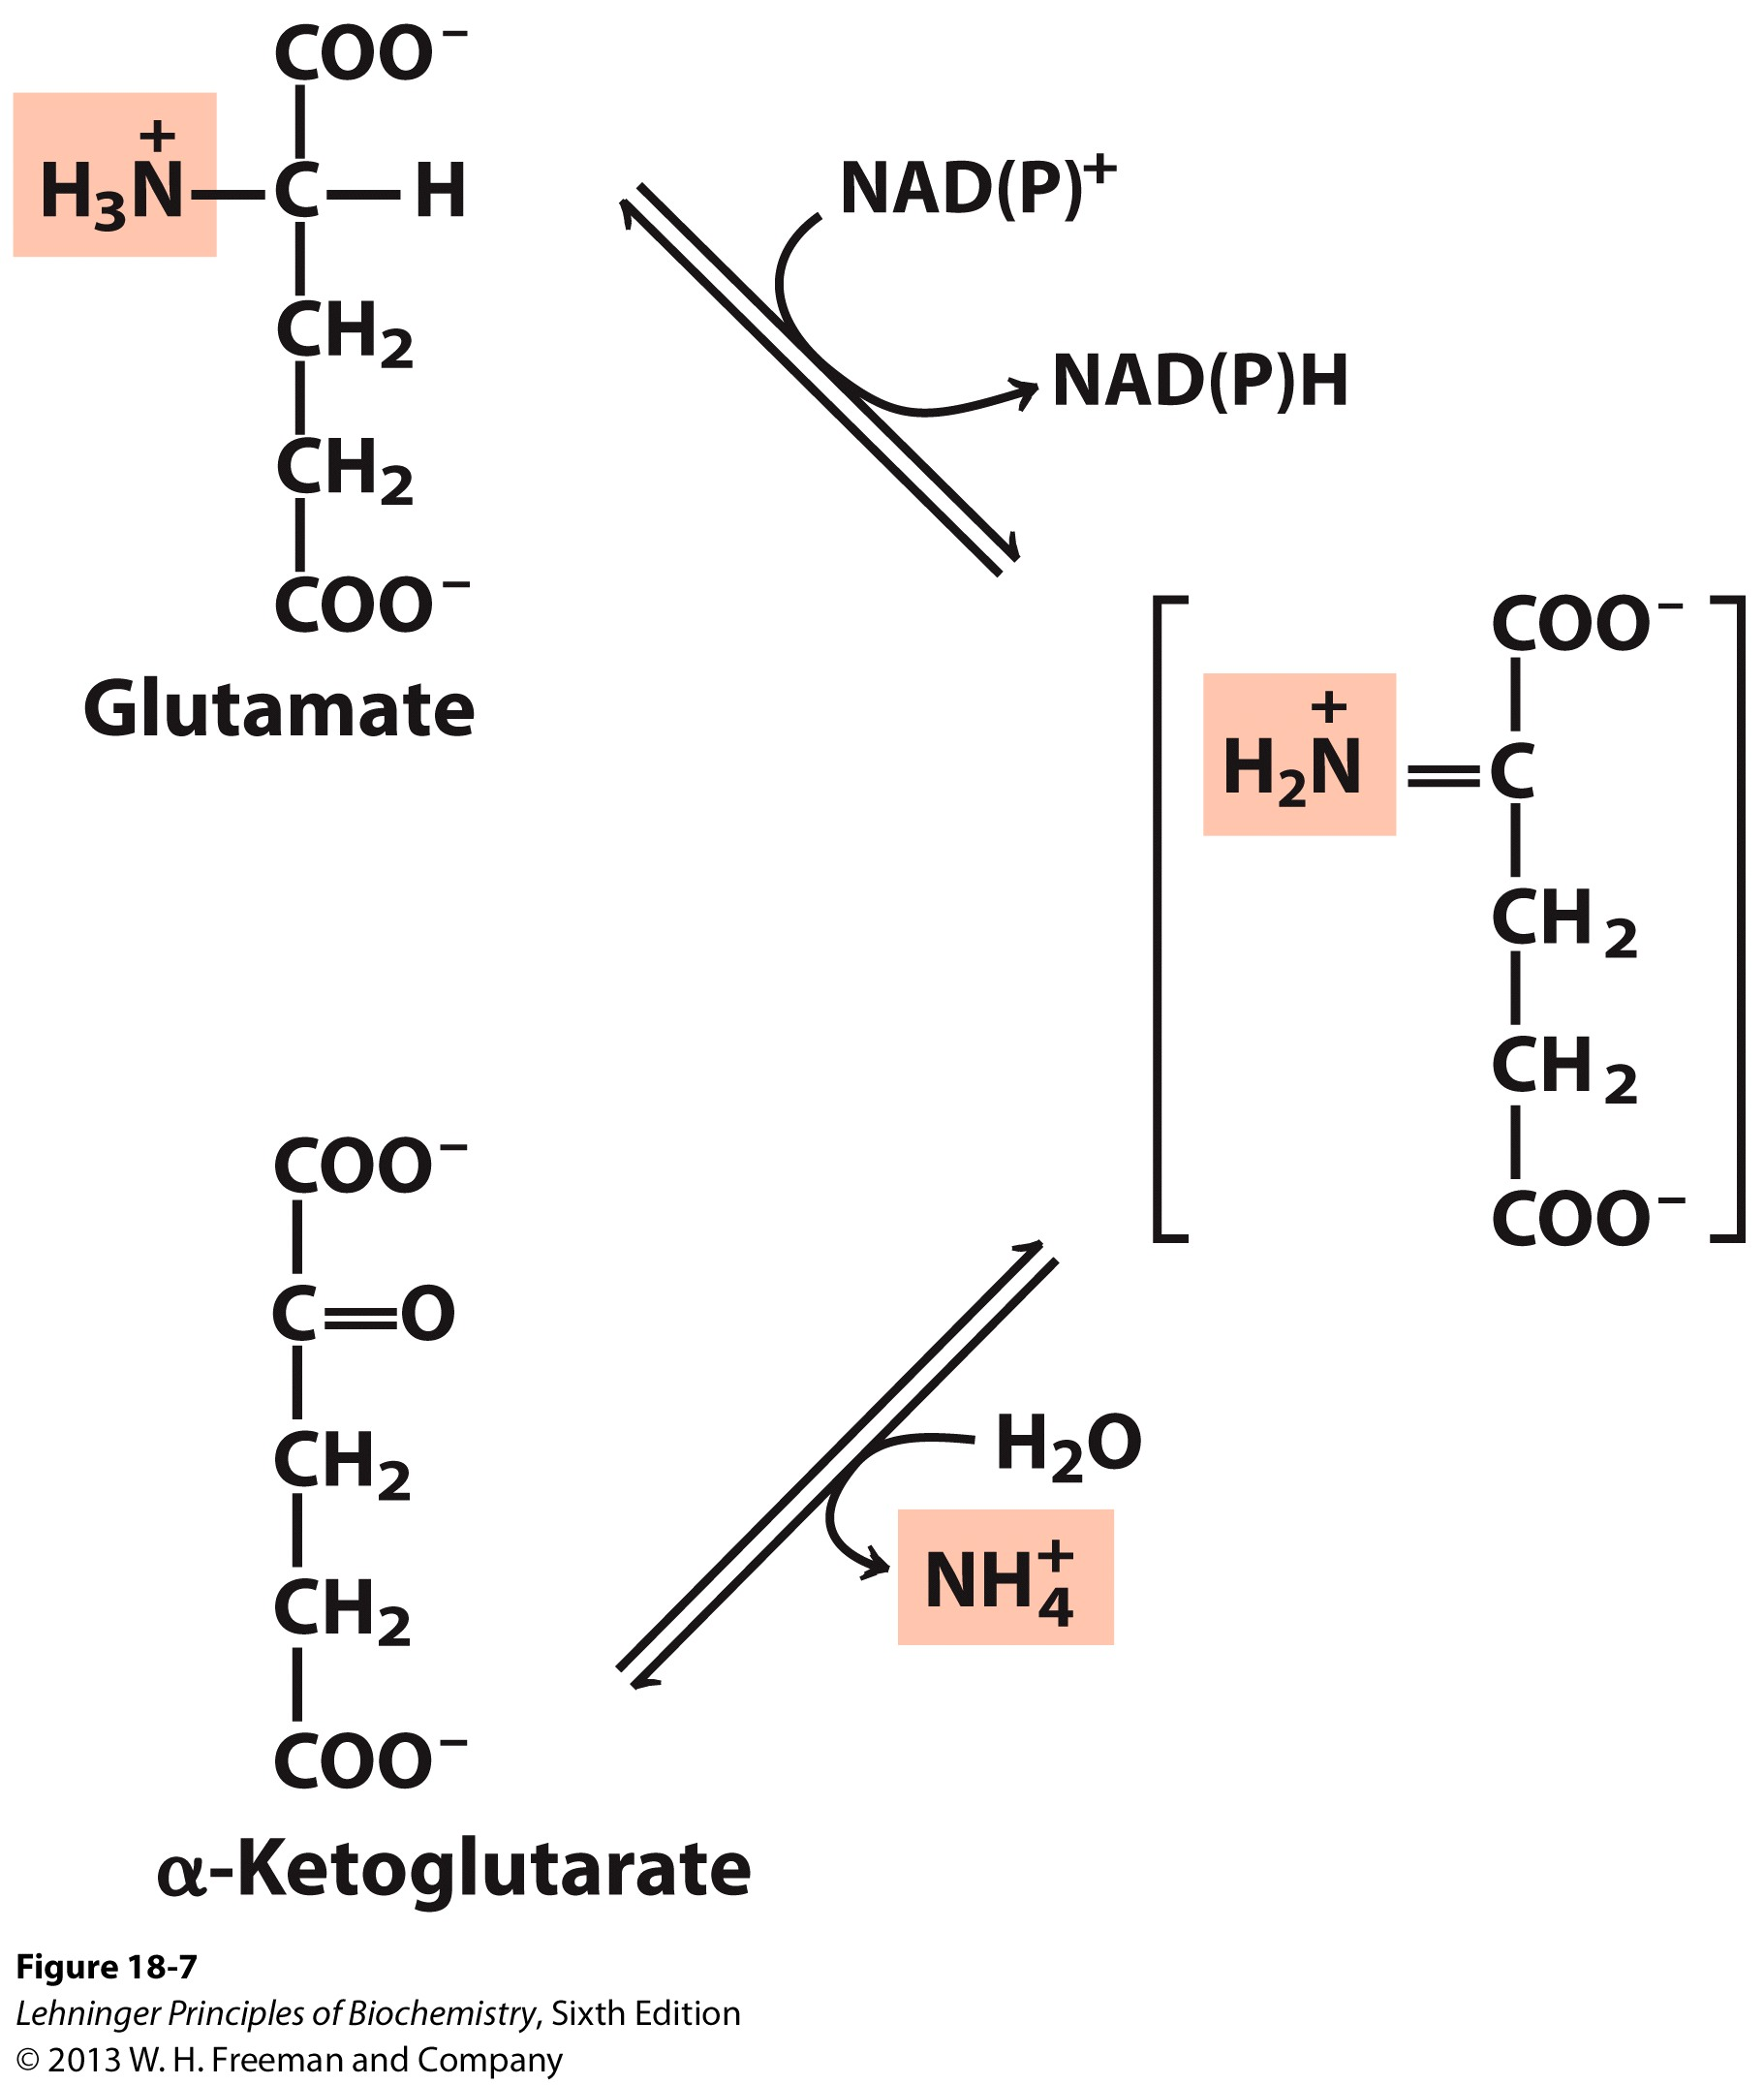 COO⁻
H₃N⁺—C—H
CH₂
CH₂
COO⁻
Glutamate
NAD(P)⁺
NAD(P)H
COO⁻
H₂N⁺=C
CH₂
CH₂
COO⁻
COO⁻
C=O
CH₂
CH₂
COO⁻
α-Ketoglutarate
H₂O
NH₄⁺
Figure 18-7
Lehninger Principles of Biochemistry, Sixth Edition
© 2013 W. H. Freeman and Company